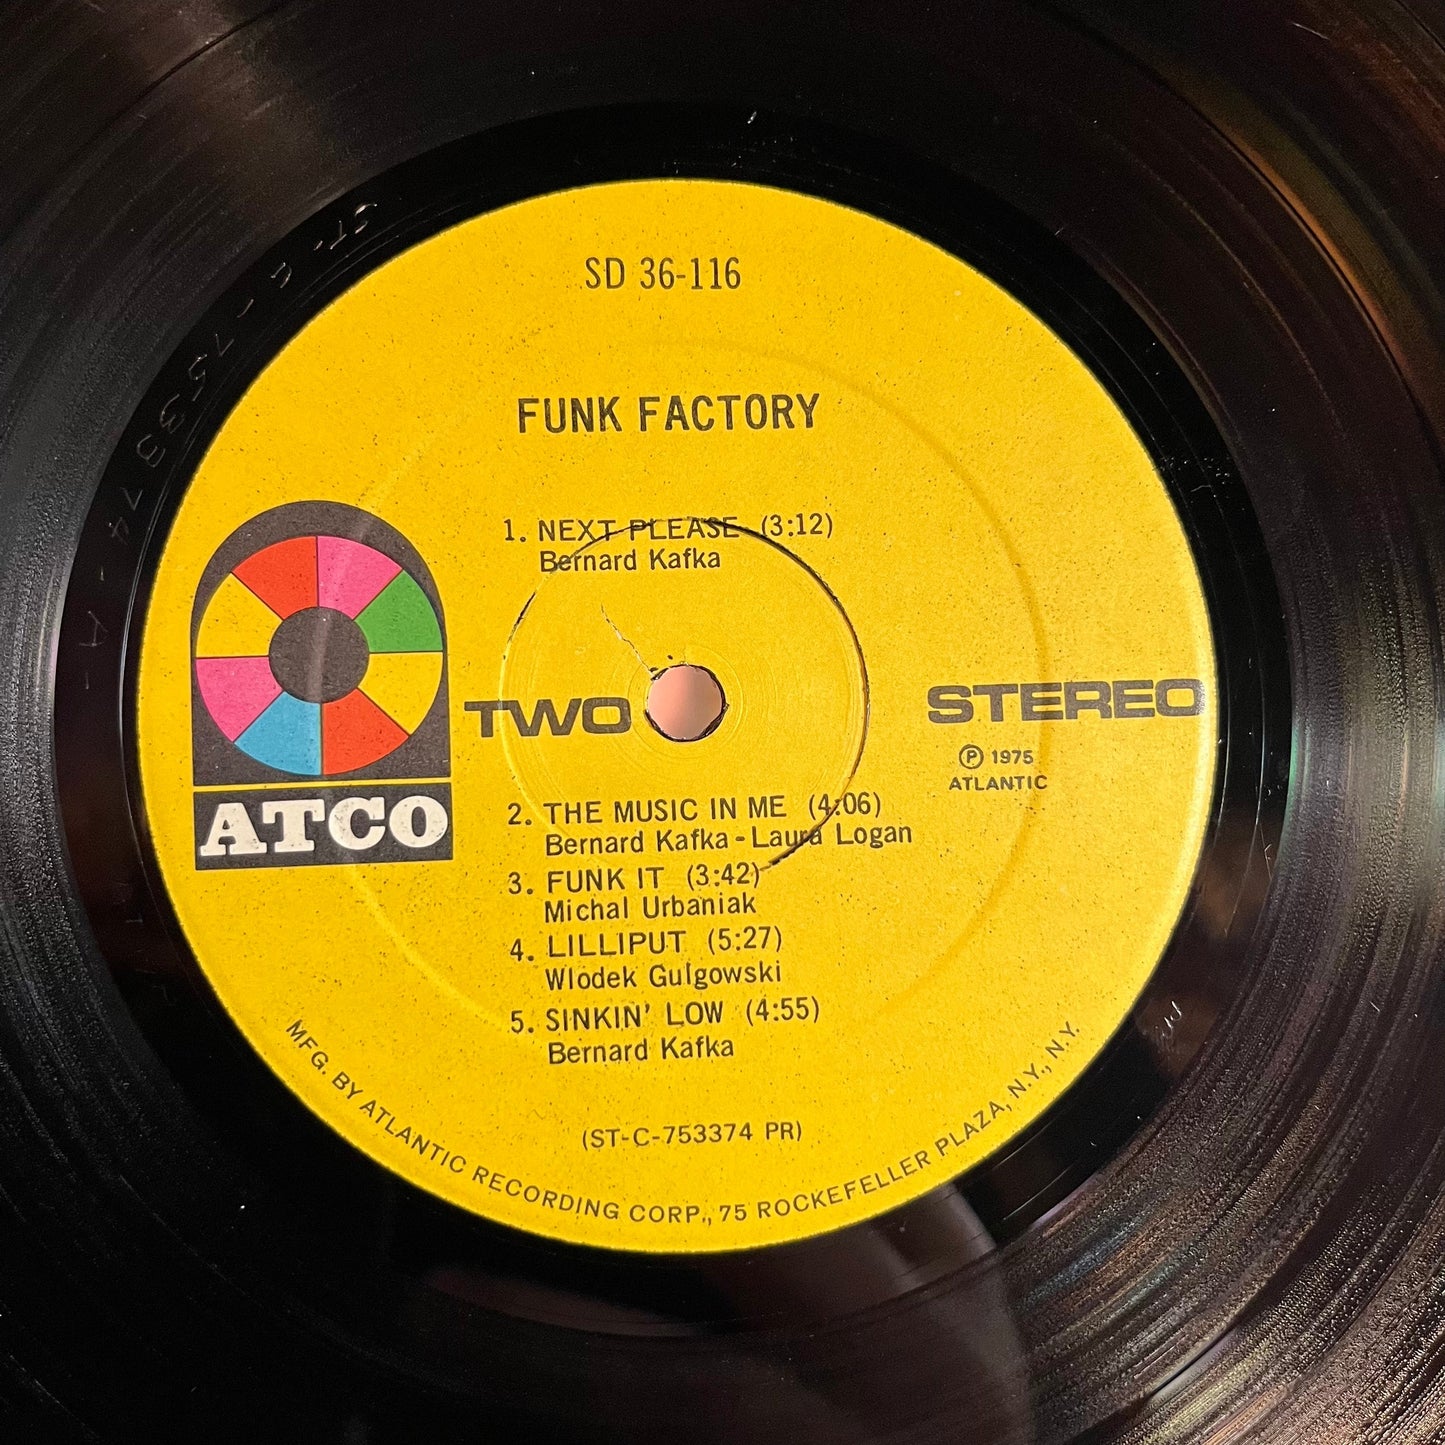 SD 36-116
FUNK FACTORY
1. NEXT PLEASE (3:12)
Bernard Kafka
TWO
STEREO
Ⓟ 1975
ATLANTIC
ATCO
2. THE MUSIC IN ME (4:06)
Bernard Kafka - Laura Logan
3. FUNK IT (3:42)
Michal Urbaniak
4. LILLIPUT (5:27)
Wlodek Gulgowski
5. SINKIN' LOW (4:55)
Bernard Kafka
(ST-C-753374 PR)
MFG. BY ATLANTIC RECORDING CORP., 75 ROCKEFELLER PLAZA, N.Y., N.Y.
ST-C-753374-A-